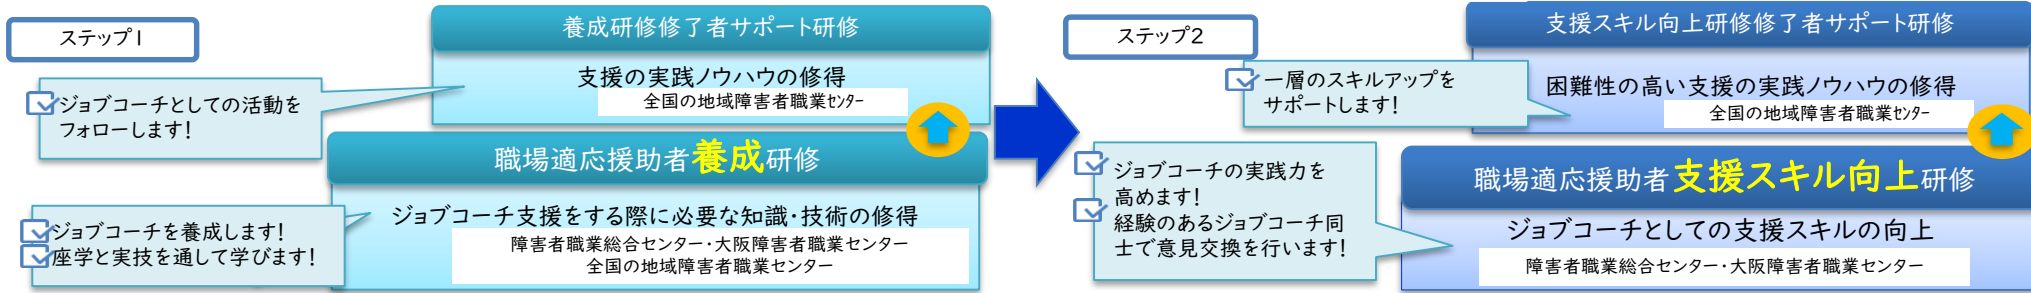 ステップ1
養成研修修了者サポート研修
支援の実践ノウハウの修得
全国の地域障害者職業ｾﾝﾀｰ
ジョブコーチとしての活動を
フォローします！
職場適応援助者養成研修
ジョブコーチ支援をする際に必要な知識・技術の修得
障害者職業総合センター・大阪障害者職業センター
全国の地域障害者職業センター
ジョブコーチを養成します！
座学と実技を通して学びます！
ステップ2
支援スキル向上研修修了者サポート研修
一層のスキルアップを
サポートします！
困難性の高い支援の実践ノウハウの修得
全国の地域障害者職業ｾﾝﾀｰ
ジョブコーチの実践力を
高めます！
経験のあるジョブコーチ同
士で意見交換を行います！
職場適応援助者支援スキル向上研修
ジョブコーチとしての支援スキルの向上
障害者職業総合センター・大阪障害者職業センター